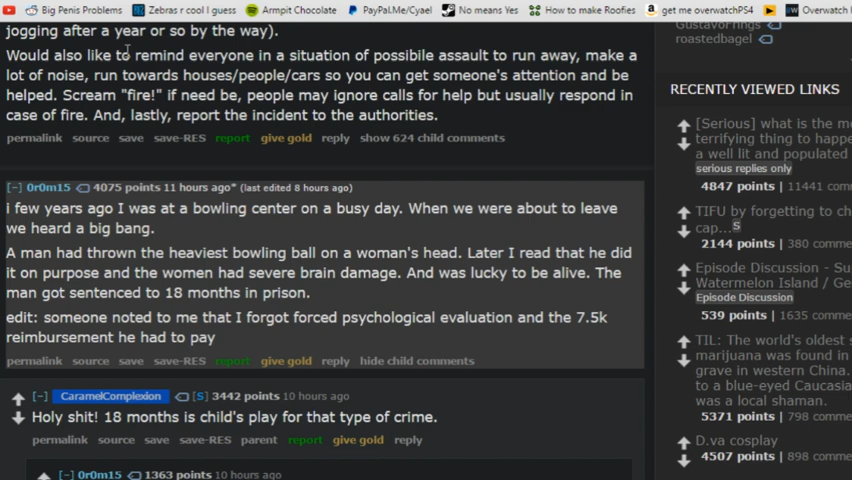 Big Penis Problems Zebras r cool I guess Armpit Chocolate PayPal.Me/Cyael No means Yes How to make Roofies get me overwatchPS4 Overwatch
jogging after a year or so by the way).
Would also like to remind everyone in a situation of possibile assault to run away, make a
lot of noise, run towards houses/people/cars so you can get someone's attention and be
helped. Scream "fire!" if need be, people may ignore calls for help but usually respond in
case of fire. And, lastly, report the incident to the authorities.
permalink source save save-RES report give gold reply show 624 child comments
[-] 0r0m15 4075 points 11 hours ago* (last edited 8 hours ago)
i few years ago I was at a bowling center on a busy day. When we were about to leave
we heard a big bang.
A man had thrown the heaviest bowling ball on a woman's head. Later I read that he did
it on purpose and the women had severe brain damage. And was lucky to be alive. The
man got sentenced to 18 months in prison.
edit: someone noted to me that I forgot forced psychological evaluation and the 7.5k
reimbursement he had to pay
permalink source save save-RES report give gold reply hide child comments
[-] CaramelComplexion [S] 3442 points 10 hours ago
Holy shit! 18 months is child's play for that type of crime.
permalink source save save-RES parent report give gold reply
[-] 0r0m15 1363 points 10 hours ago
GustavorTings
roastedbagel
RECENTLY VIEWED LINKS
[Serious] what is the m
terrifying thing to happe
a well lit and populated
serious replies only
4847 points | 11441 comm
TIFU by forgetting to ch
cap... S
2144 points | 380 comme
Episode Discussion - Su
Watermelon Island / Ge
Episode Discussion
539 points | 1635 comme
TIL: The world's oldest s
marijuana was found in
grave in western China.
to a blue-eyed Caucasia
was a local shaman.
5371 points | 798 comm
D.va cosplay
4507 points | 898 comm